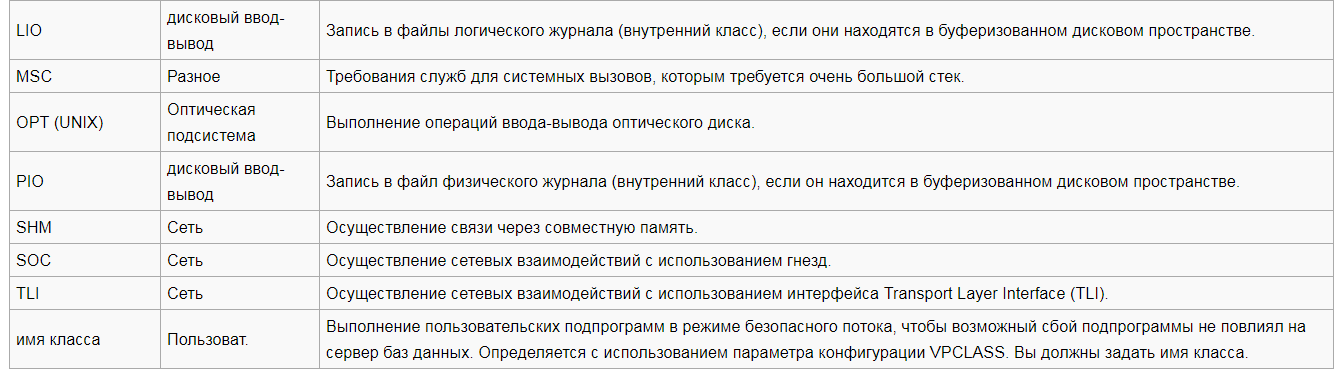 LIO
дисковый ввод-
вывод
Запись в файлы логического журнала (внутренний класс), если они находятся в буферизованном дисковом пространстве.
MSC
Разное
Требования служб для системных вызовов, которым требуется очень большой стек.
OPT (UNIX)
Оптическая
подсистема
Выполнение операций ввода-вывода оптического диска.
PIO
дисковый ввод-
вывод
Запись в файл физического журнала (внутренний класс), если он находится в буферизованном дисковом пространстве.
SHM
Сеть
Осуществление связи через совместную память.
SOC
Сеть
Осуществление сетевых взаимодействий с использованием гнезд.
TLI
Сеть
Осуществление сетевых взаимодействий с использованием интерфейса Transport Layer Interface (TLI).
имя класса
Пользоват.
Выполнение пользовательских подпрограмм в режиме безопасного потока, чтобы возможный сбой подпрограммы не повлиял на
сервер баз данных. Определяется с использованием параметра конфигурации VPCLASS. Вы должны задать имя класса.